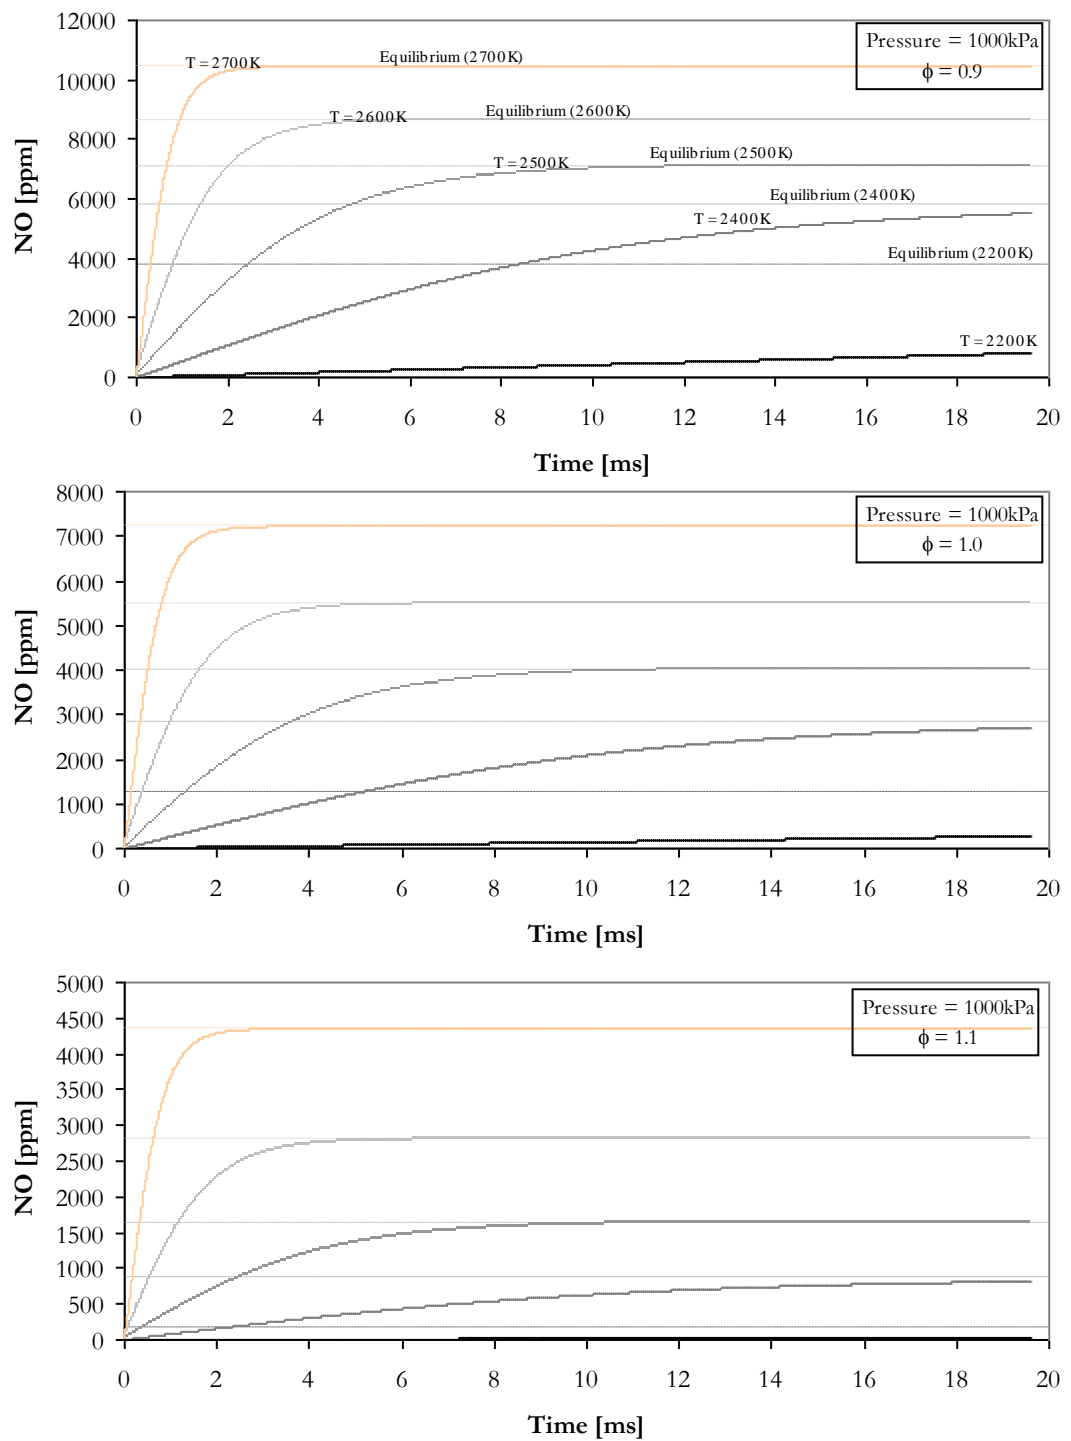 12000
10000
8000
6000
4000
2000
0
NO [ppm]
T = 2700K
Equilibrium (2700K)
Pressure = 1000kPa
ϕ = 0.9
T = 2600K
Equilibrium (2600K)
T = 2500K
Equilibrium (2500K)
T = 2400K
Equilibrium (2400K)
Equilibrium (2200K)
T = 2200K
0 2 4 6 8 10 12 14 16 18 20
Time [ms]
8000
7000
6000
5000
4000
3000
2000
1000
0
NO [ppm]
Pressure = 1000kPa
ϕ = 1.0
0 2 4 6 8 10 12 14 16 18 20
Time [ms]
5000
4500
4000
3500
3000
2500
2000
1500
1000
500
0
NO [ppm]
Pressure = 1000kPa
ϕ = 1.1
0 2 4 6 8 10 12 14 16 18 20
Time [ms]